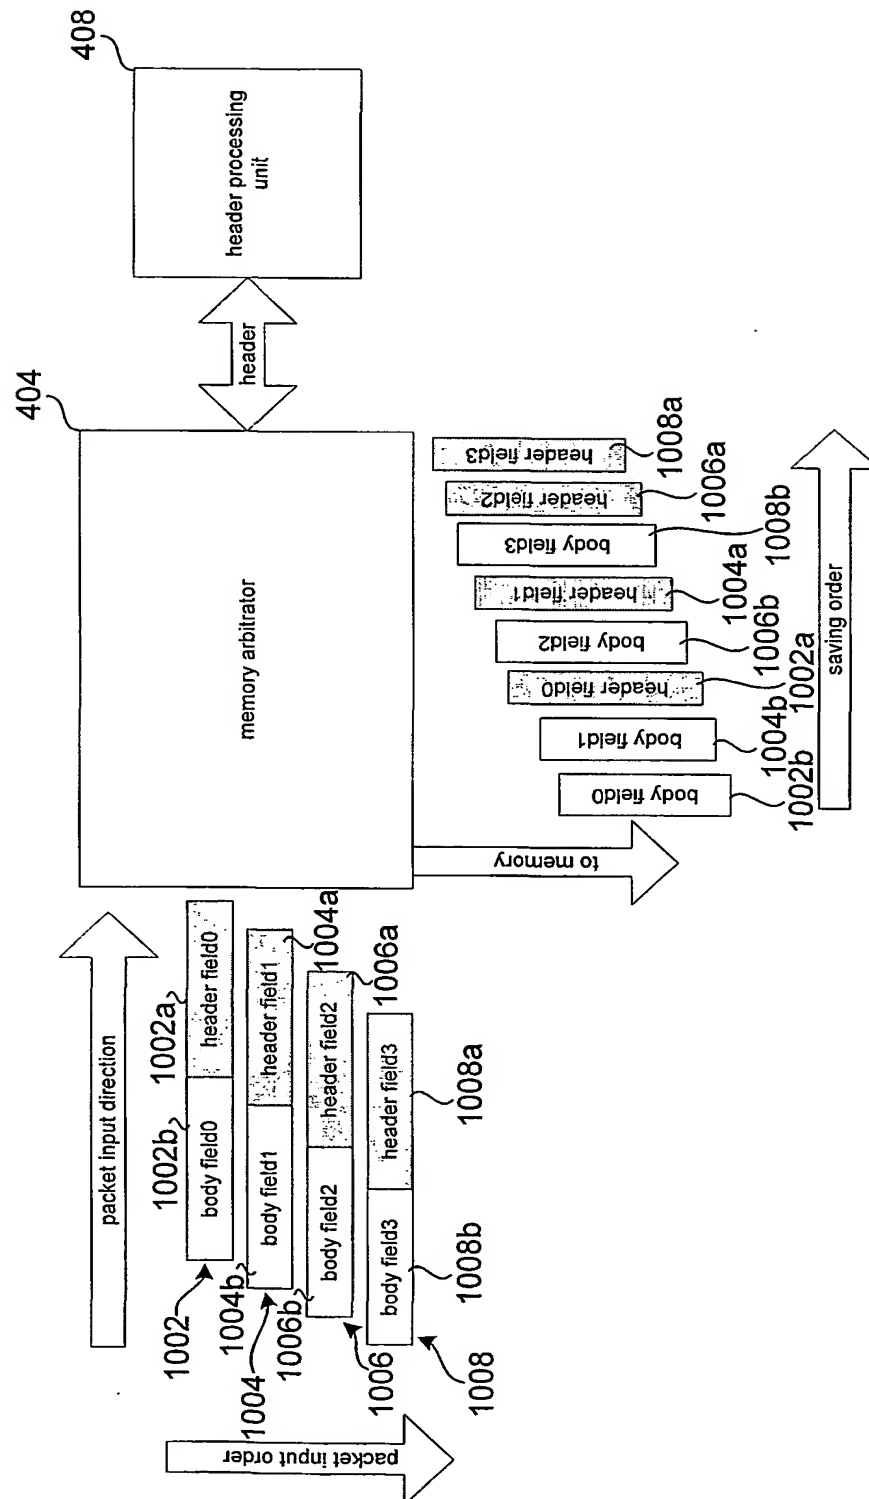 408
header processing
unit
header
404
memory arbitrator
packet input direction
1002a
1002b
header field0
body field0
1002
1004a
1004b
header field1
body field1
1004
1006a
1006b
header field2
body field2
1006
1008a
1008b
header field3
body field3
1008
packet input order
to memory
body field0
1002b
body field1
1004b
header field0
1002a
body field2
1006b
header field1
1004a
body field3
1008b
header field2
1006a
header field3
1008a
saving order